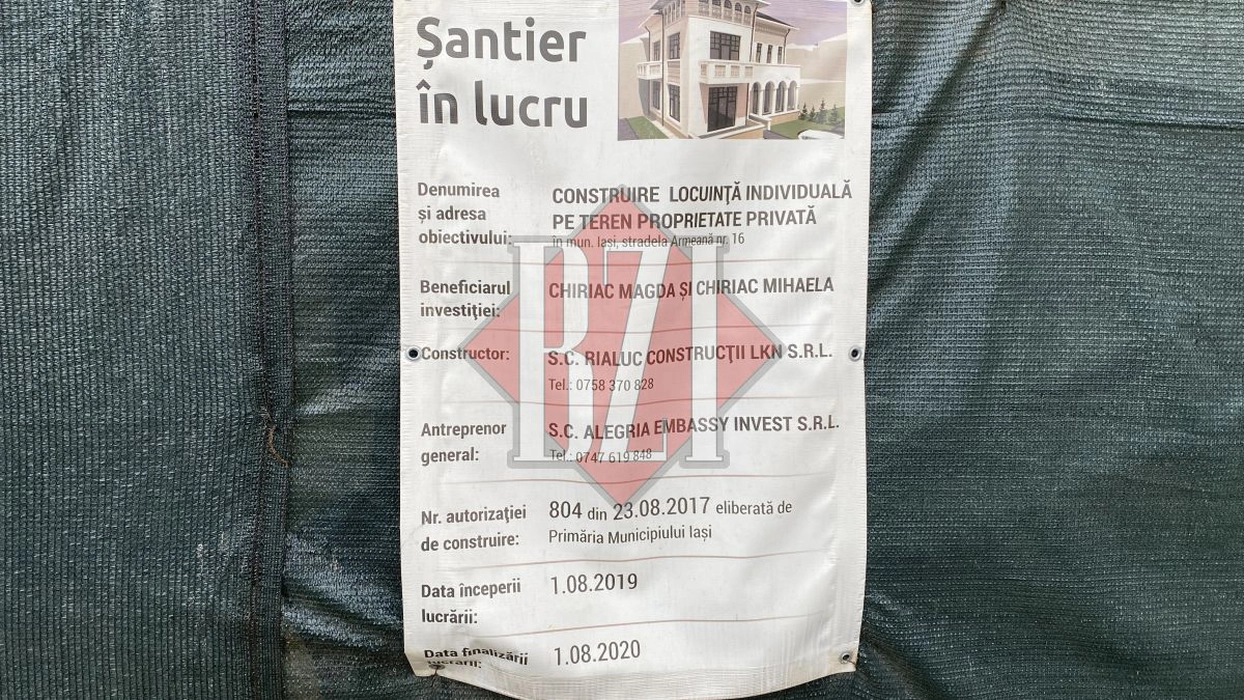 Șantier
în lucru
Denumirea
și adresa
obiectivului:
CONSTRUIRE LOCUINȚĂ INDIVIDUALĂ
PE TEREN PROPRIETATE PRIVATĂ
în mun. Iași, stradela Armeană nr. 16
Beneficiarul
investiției:
CHIRIAC MAGDA ȘI CHIRIAC MIHAELA
Constructor:
S.C. RIALUC CONSTRUCȚII LKN S.R.L.
Tel.: 0758 370 828
Antreprenor
general:
S.C. ALEGRIA EMBASSY INVEST S.R.L.
Tel.: 0747 619 848
Nr. autorizației
de construire:
804 din 23.08.2017 eliberată de
Primăria Municipiului Iași
Data începerii
lucrării:
1.08.2019
Data finalizării
lucrării:
1.08.2020
BZI